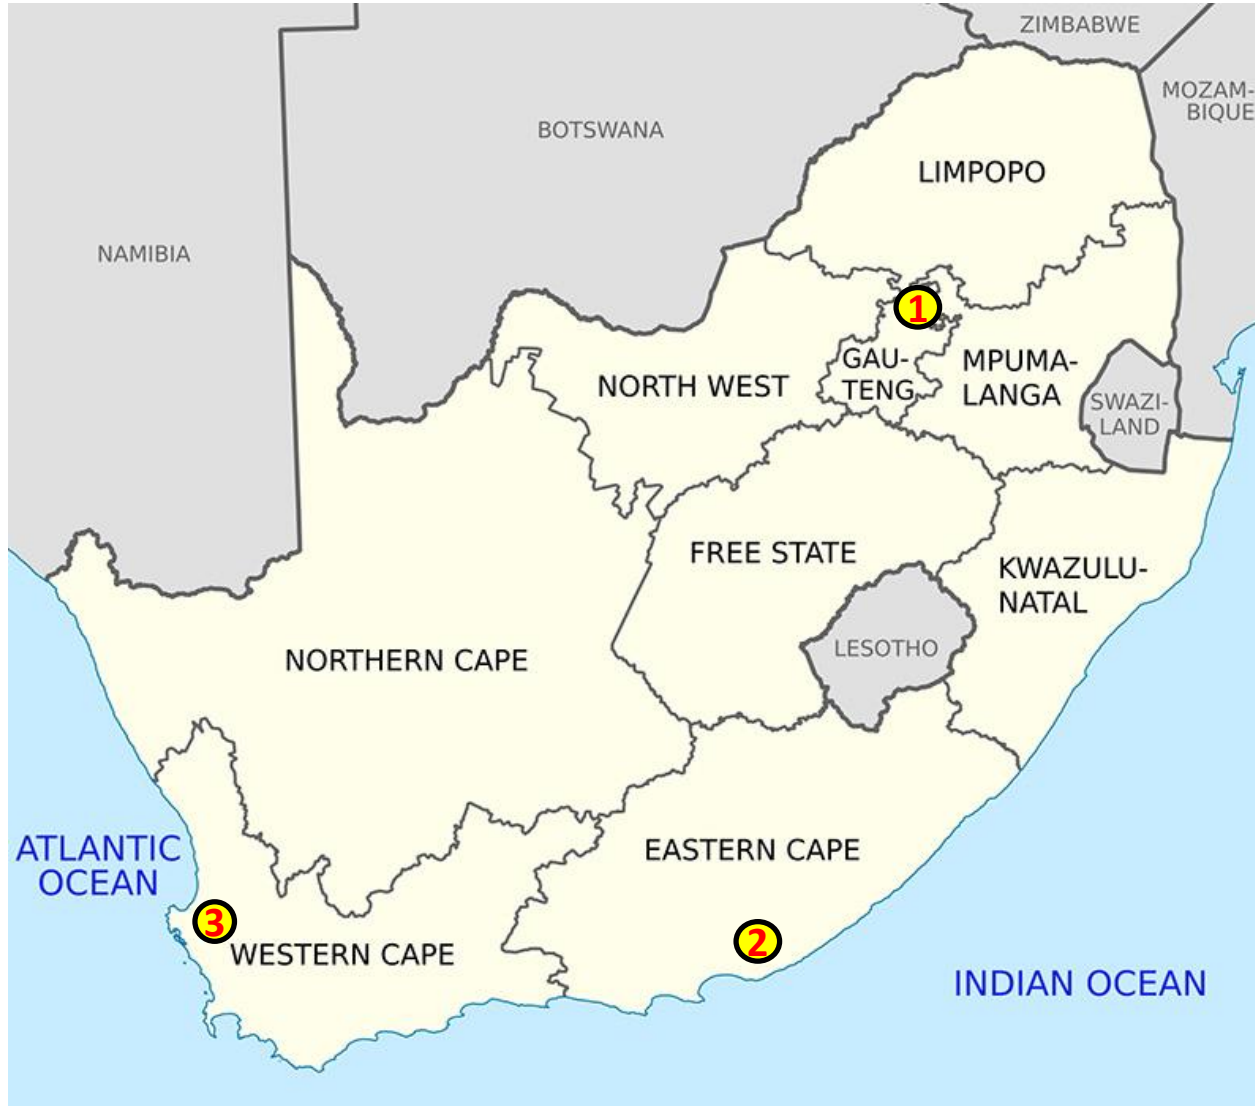 ZIMBABWE
MOZAM-
BIQUE
BOTSWANA
LIMPOPO
NAMIBIA
1
GAU-
TENG
MPUMA-
LANGA
NORTH WEST
SWAZI-
LAND
FREE STATE
KWAZULU-
NATAL
LESOTHO
NORTHERN CAPE
ATLANTIC
OCEAN
EASTERN CAPE
3
WESTERN CAPE
2
INDIAN OCEAN